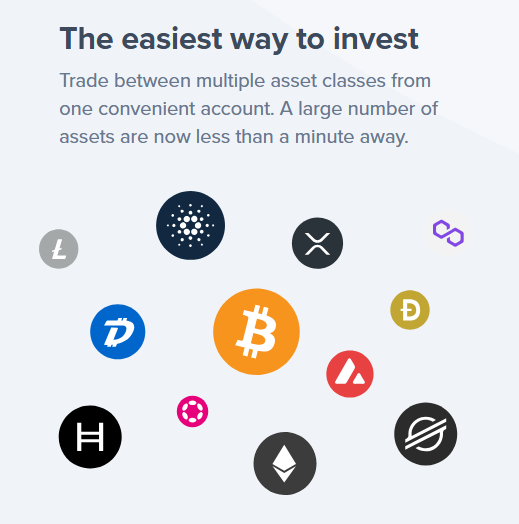 The easiest way to invest
Trade between multiple asset classes from
one convenient account. A large number of
assets are now less than a minute away.